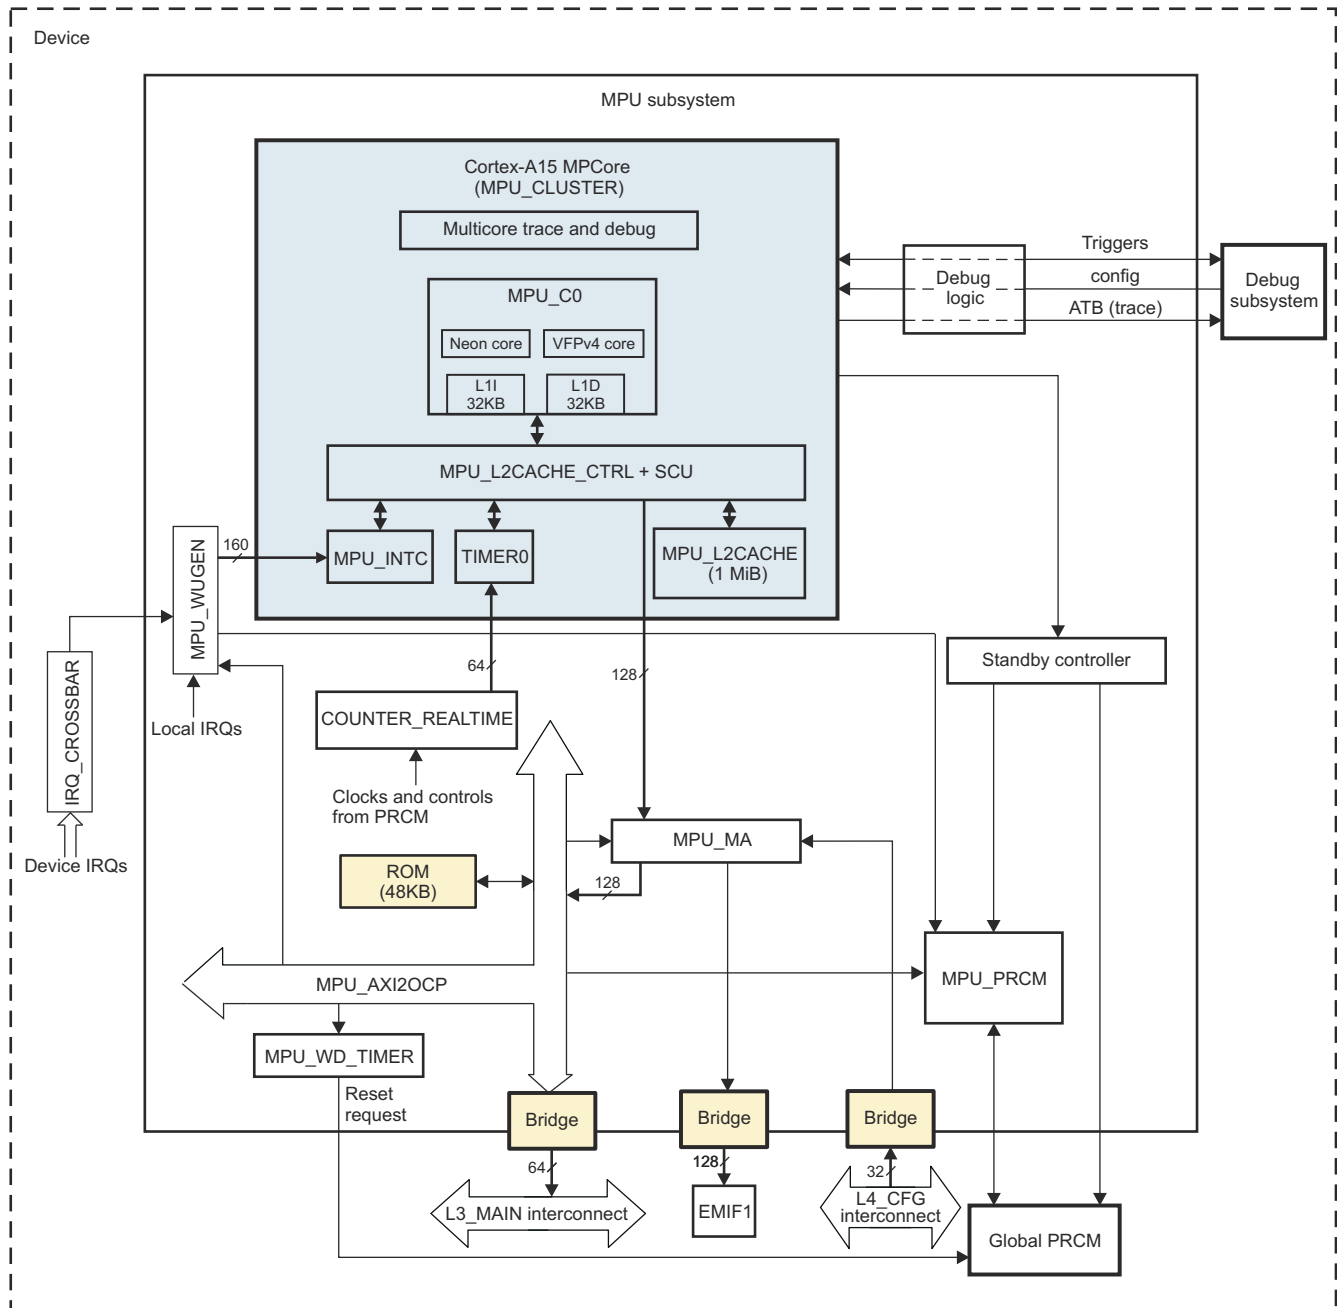 Device
MPU subsystem
Cortex-A15 MPCore
(MPU_CLUSTER)
Multicore trace and debug
Triggers
config
ATB (trace)
Debug
logic
Debug
subsystem
MPU_C0
Neon core
VFPv4 core
L1I
32KB
L1D
32KB
MPU_L2CACHE_CTRL + SCU
160
MPU_INTC
TIMER0
MPU_L2CACHE
(1 MiB)
MPU_WUGEN
IRQ_CROSSBAR
64
128
Standby controller
Local IRQs
COUNTER_REALTIME
Clocks and controls
from PRCM
MPU_MA
Device IRQs
ROM
(48KB)
128
MPU_AXI2OCP
MPU_PRCM
MPU_WD_TIMER
Reset
request
Bridge
Bridge
Bridge
64
128
32
L3_MAIN interconnect
EMIF1
L4_CFG
interconnect
Global PRCM